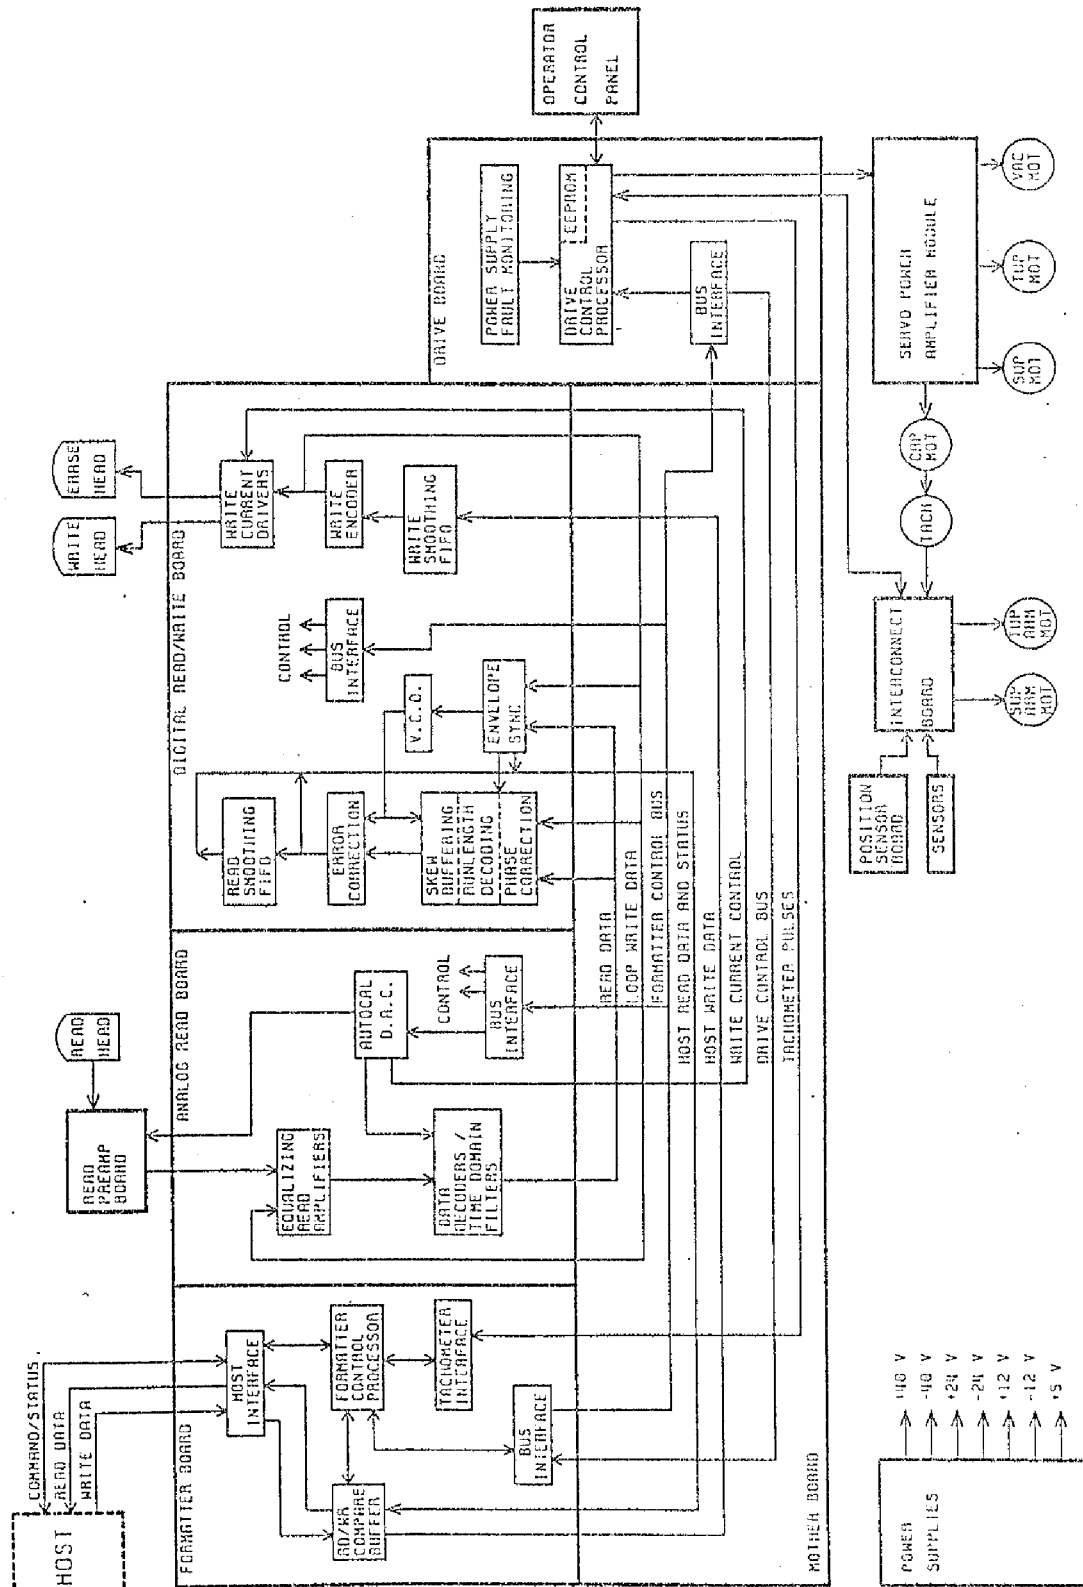 HOST
COMMAND/STATUS
READ DATA
WRITE DATA
FORMATTER BOARD
HOST
INTERFACE
FORMATTER
CONTROL
PROCESSOR
TACHOMETER
INTERFACE
RD/WR
COMPARE
BUFFER
BUS
INTERFACE
READ
PREAMP
BOARD
READ
HEAD
ANALOG READ BOARD
EQUALIZING
READ
AMPLIFIERS
DATA
RECODERS/
TIME DOMAIN
FILTERS
AUTOCAL
D.A.C.
CONTROL
BUS
INTERFACE
WRITE
HEAD
ERASE
HEAD
DIGITAL READ/WRITE BOARD
READ
SMOOTHING
FIFO
ERROR
CORRECTION
SKEW
BUFFERING
RUNLENGTH
DECODING
PHASE
CORRECTION
V.C.O.
ENVELOPE
SYNC
CONTROL
BUS
INTERFACE
WRITE
CURRENT
DRIVERS
WRITE
ENCODER
WRITE
SMOOTHING
FIFO
DRIVE BOARD
POWER SUPPLY
FAULT MONITORING
DRIVE
CONTROL
PROCESSOR
EEPROM
BUS
INTERFACE
OPERATOR
CONTROL
PANEL
READ DATA
LOOP WRITE DATA
FORMATTER CONTROL BUS
HOST READ DATA AND STATUS
HOST WRITE DATA
WRITE CURRENT CONTROL
DRIVE CONTROL BUS
TACHOMETER PULSES
MOTHER BOARD
POWER
SUPPLIES
+40 V
-40 V
+24 V
-24 V
+12 V
-12 V
+5 V
POSITION
SENSOR
BOARD
SENSORS
INTERCONNECT
BOARD
SUP
ARM
MOT
TUP
ARM
MOT
TACH
CAP
MOT
SERVO POWER
AMPLIFIER MODULE
SUP
MOT
TUP
MOT
VAC
MOT